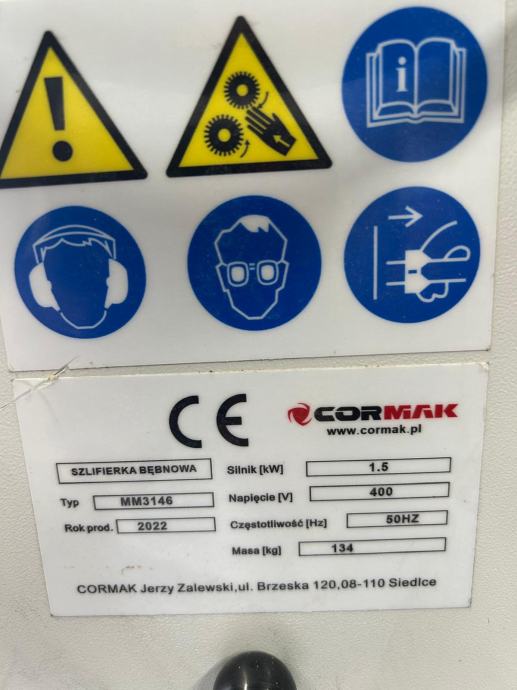 i
CE
CORMAK
www.cormak.pl
SZLIFIERKA BĘBNOWA
Silnik [kW] 1.5
Typ MM3146
Napięcie [V] 400
Rok prod. 2022
Częstotliwość [Hz] 50HZ
Masa [kg] 134
CORMAK Jerzy Zalewski,ul. Brzeska 120,08-110 Siedlce